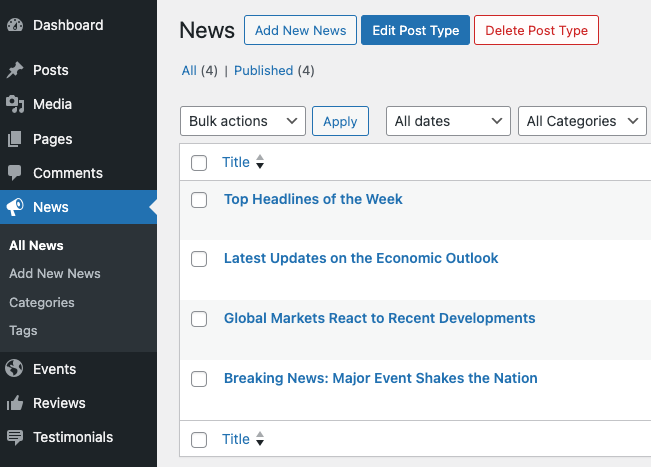 Dashboard
Posts
Media
Pages
Comments
News
All News
Add New News
Categories
Tags
Events
Reviews
Testimonials
News Add New News Edit Post Type Delete Post Type
All (4) | Published (4)
Bulk actions Apply All dates All Categories
Title
Top Headlines of the Week
Latest Updates on the Economic Outlook
Global Markets React to Recent Developments
Breaking News: Major Event Shakes the Nation
Title